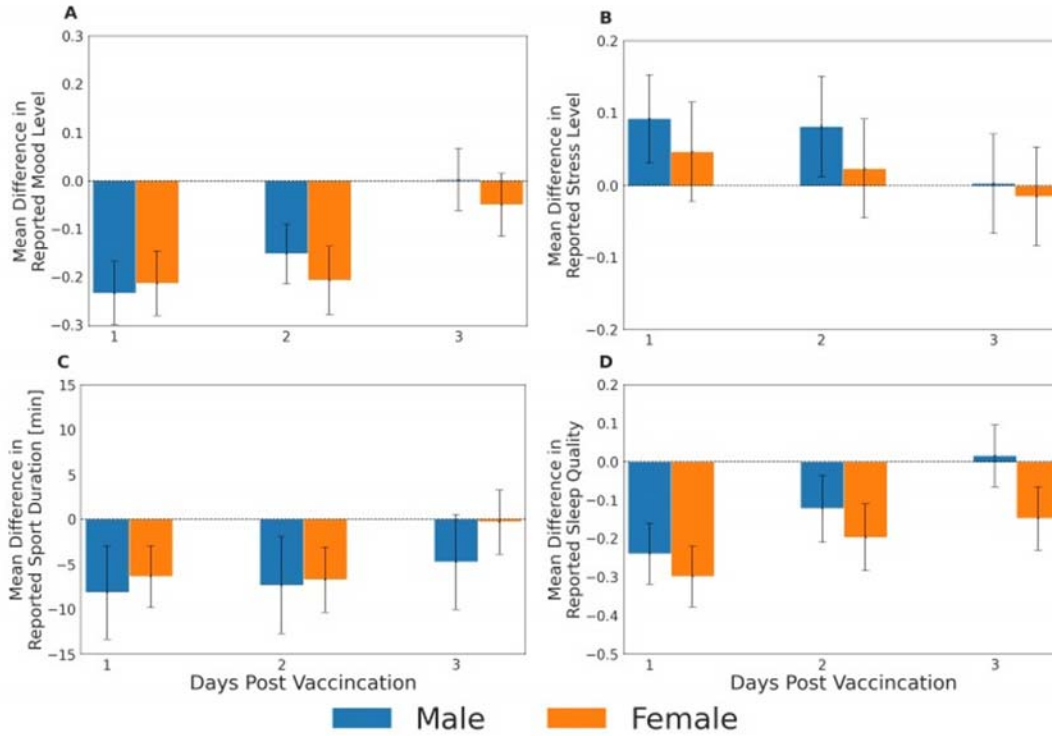 A
Mean Difference in
Reported Mood Level
0.3
0.2
0.1
0.0
−0.1
−0.2
−0.3
1
2
3
B
Mean Difference in
Reported Stress Level
0.2
0.1
0.0
−0.1
−0.2
1
2
3
C
Mean Difference in
Reported Sport Duration [min]
15
10
5
0
−5
−10
−15
1
2
3
Days Post Vaccincation
D
Mean Difference in
Reported Sleep Quality
0.2
0.1
0.0
−0.1
−0.2
−0.3
−0.4
−0.5
1
2
3
Days Post Vaccincation
Male
Female